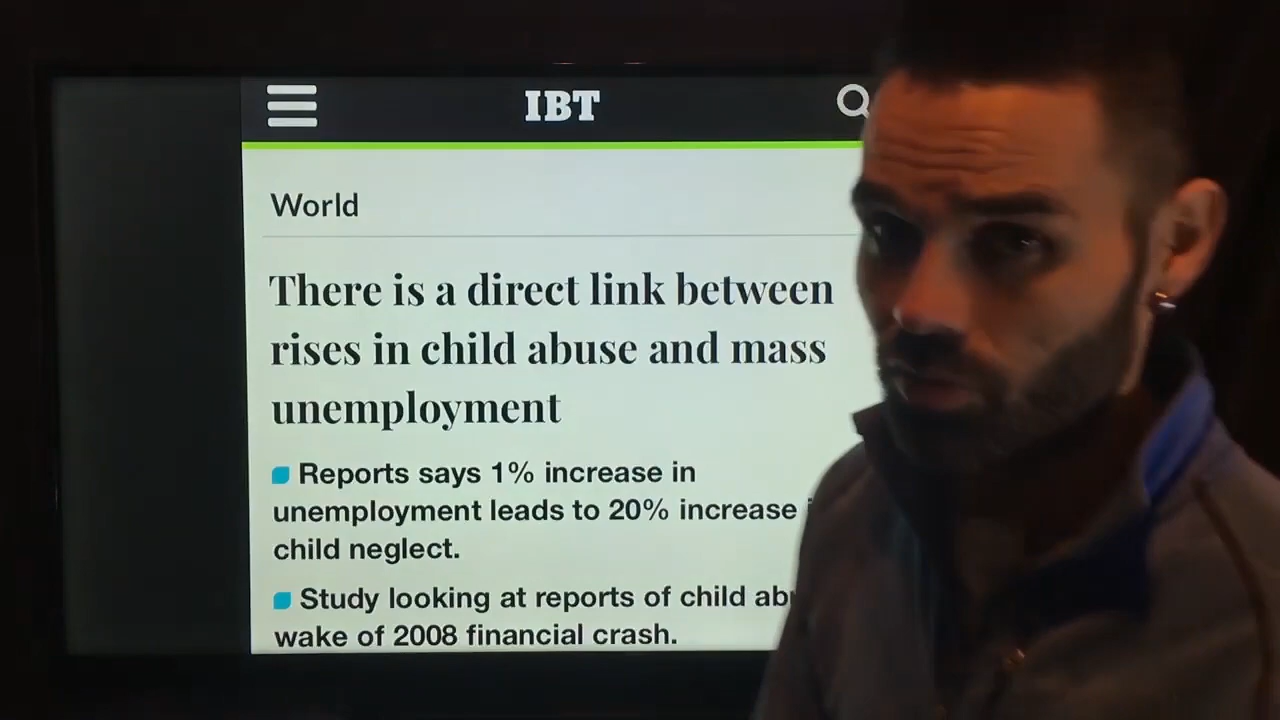 IBT
World
There is a direct link between
rises in child abuse and mass
unemployment
Reports says 1% increase in
unemployment leads to 20% increase
child neglect.
Study looking at reports of child
wake of 2008 financial crash.